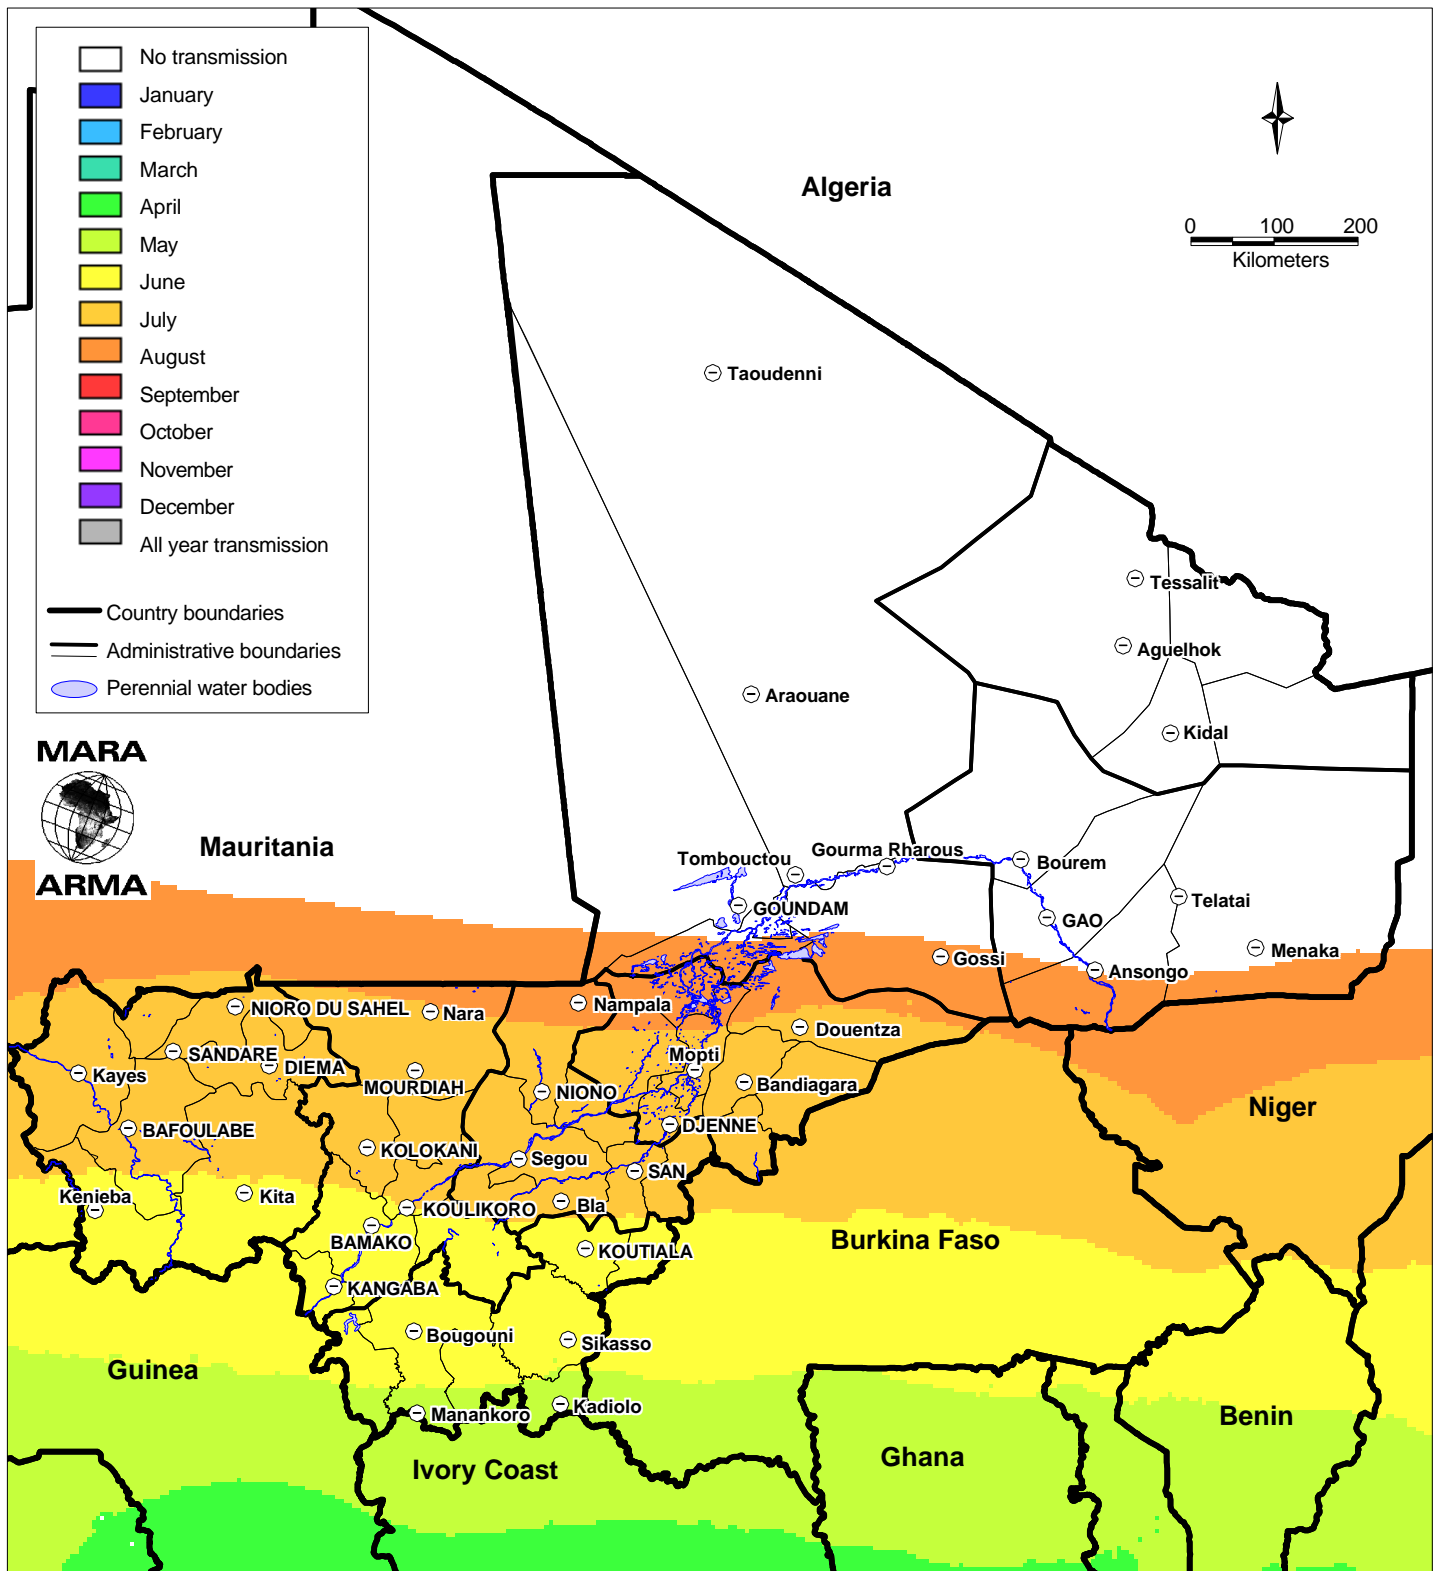 No transmission
January
February
March
April
May
June
July
August
September
October
November
December
All year transmission
Country boundaries
Administrative boundaries
Perennial water bodies
Algeria
0 100 200
Kilometers
Taoudenni
Tessalit
Aguelhok
Araouane
Kidal
MARA
ARMA
Mauritania
Tombouctou
Gourma Rharous
Bourem
GOUNDAM
GAO
Telatai
Gossi
Menaka
Ansongo
NIORO DU SAHEL
Nara
Nampala
Douentza
SANDARE
Mopti
Kayes
DIEMA
MOURDIAH
NIONO
Bandiagara
Niger
BAFOULABE
DJENNE
KOLOKANI
Segou
SAN
Kenieba
Kita
KOULIKORO
Bla
BAMAKO
KOUTIALA
Burkina Faso
KANGABA
Bougouni
Sikasso
Guinea
Manankoro
Kadiolo
Benin
Ivory Coast
Ghana